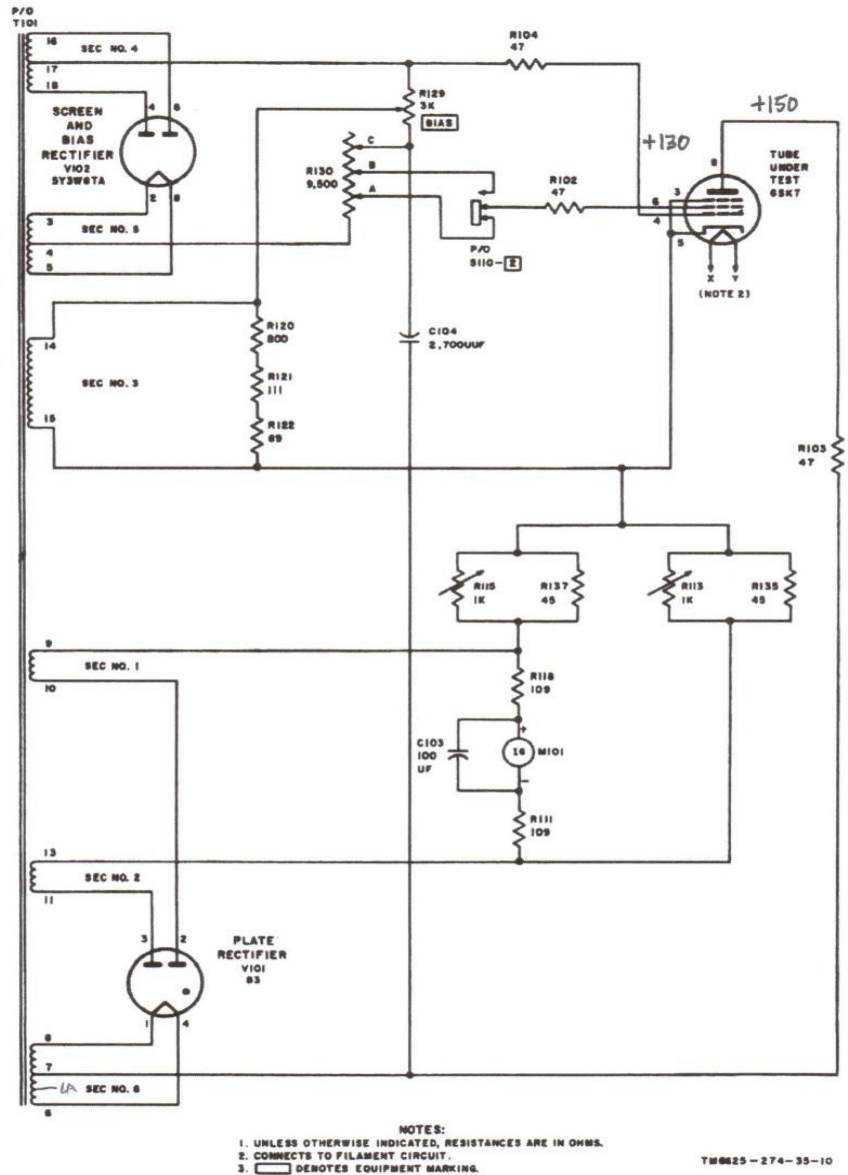 P/O
T101
16
SEC NO. 4
17
18
4
6
SCREEN
AND
BIAS
RECTIFIER
V102
5Y3WGTA
2
8
3
SEC NO. 5
4
5
R104
47
R129
3K
BIAS
C
B
A
R130
9,500
R102
47
P/O
S110-2
+130
+150
8
3
6
4
5
TUBE
UNDER
TEST
6SK7
X
Y
(NOTE 2)
14
SEC NO. 3
15
R120
800
R121
111
R122
89
C104
2,700UUF
R103
47
R115
1K
R137
45
R113
1K
R135
45
9
SEC NO. 1
10
R118
109
C103
100
UF
+
16
M101
-
R111
109
13
SEC NO. 2
11
3
2
PLATE
RECTIFIER
V101
83
1
4
8
7
SEC NO. 6
6
NOTES:
1. UNLESS OTHERWISE INDICATED, RESISTANCES ARE IN OHMS.
2. CONNECTS TO FILAMENT CIRCUIT.
3. DENOTES EQUIPMENT MARKING.
TM6625-274-35-10